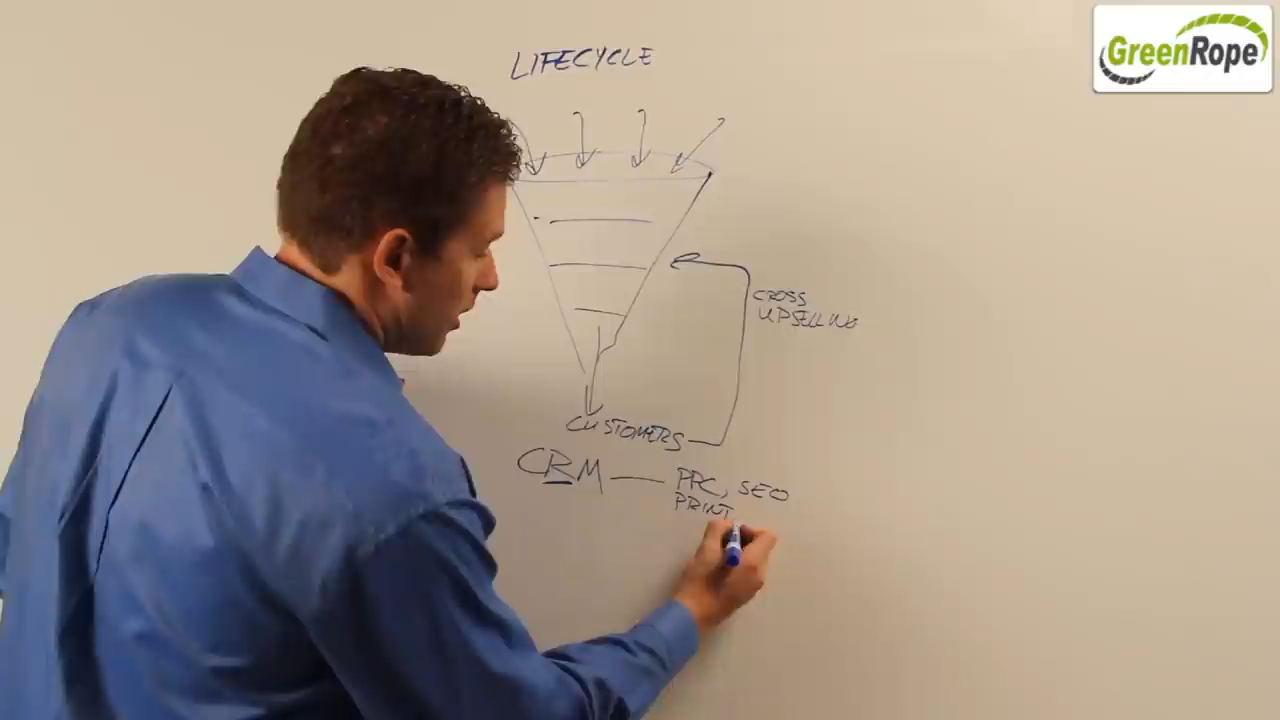 GreenRope
LIFECYCLE
CROSS
UPSELLING
CUSTOMERS
CRM — PPC, SEO
PRINT